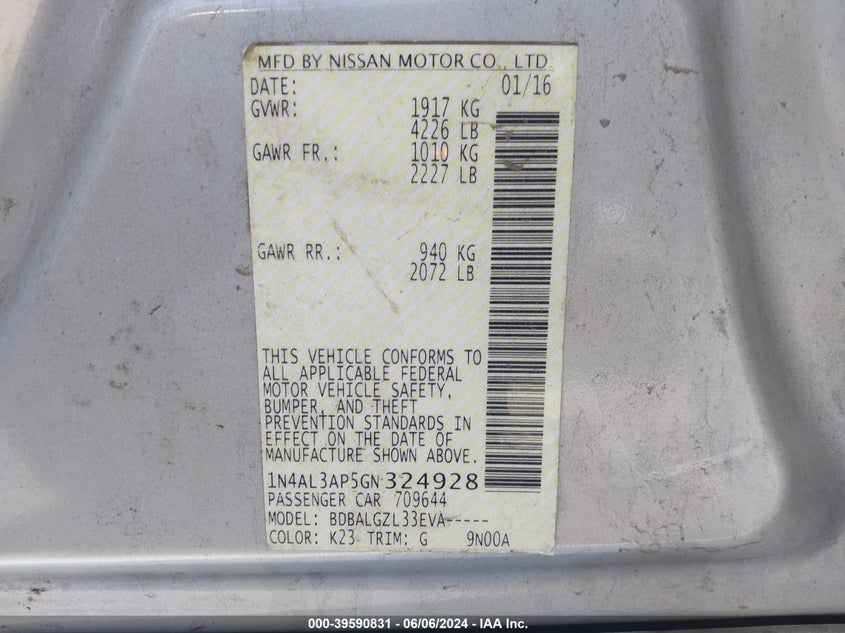 MFD BY NISSAN MOTOR CO., LTD.
DATE: 01/16
GVWR: 1917 KG
4226 LB
GAWR FR.: 1010 KG
2227 LB
GAWR RR.: 940 KG
2072 LB
THIS VEHICLE CONFORMS TO
ALL APPLICABLE FEDERAL
MOTOR VEHICLE SAFETY,
BUMPER, AND THEFT
PREVENTION STANDARDS IN
EFFECT ON THE DATE OF
MANUFACTURE SHOWN ABOVE.
1N4AL3AP5GN324928
PASSENGER CAR 709644
MODEL: BDBALGZL33EVA-----
COLOR: K23 TRIM: G 9N00A
000-39590831 - 06/06/2024 - IAA Inc.